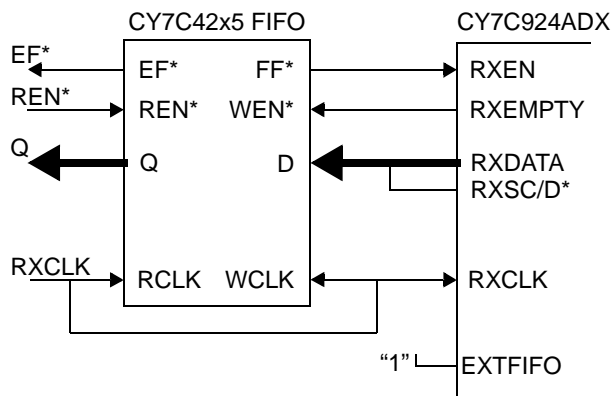 CY7C42x5 FIFO
CY7C924ADX
EF*
EF*
FF*
RXEN
REN*
REN*
WEN*
RXEMPTY
Q
Q
D
RXDATA
RXSC/D*
RXCLK
RCLK
WCLK
RXCLK
“1”
EXTFIFO